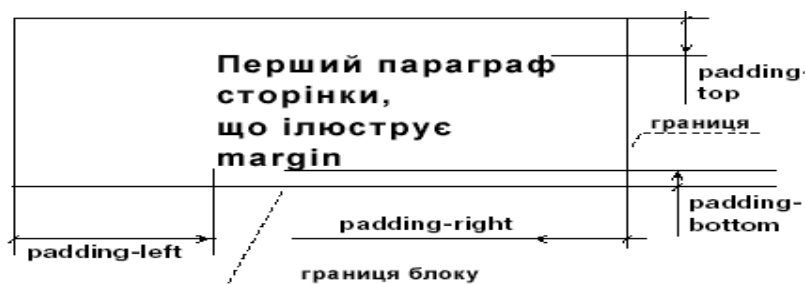 Перший параграф
сторінки,
що ілюструє
margin
padding-
top
границя
padding-
bottom
padding-right
padding-left
границя блоку